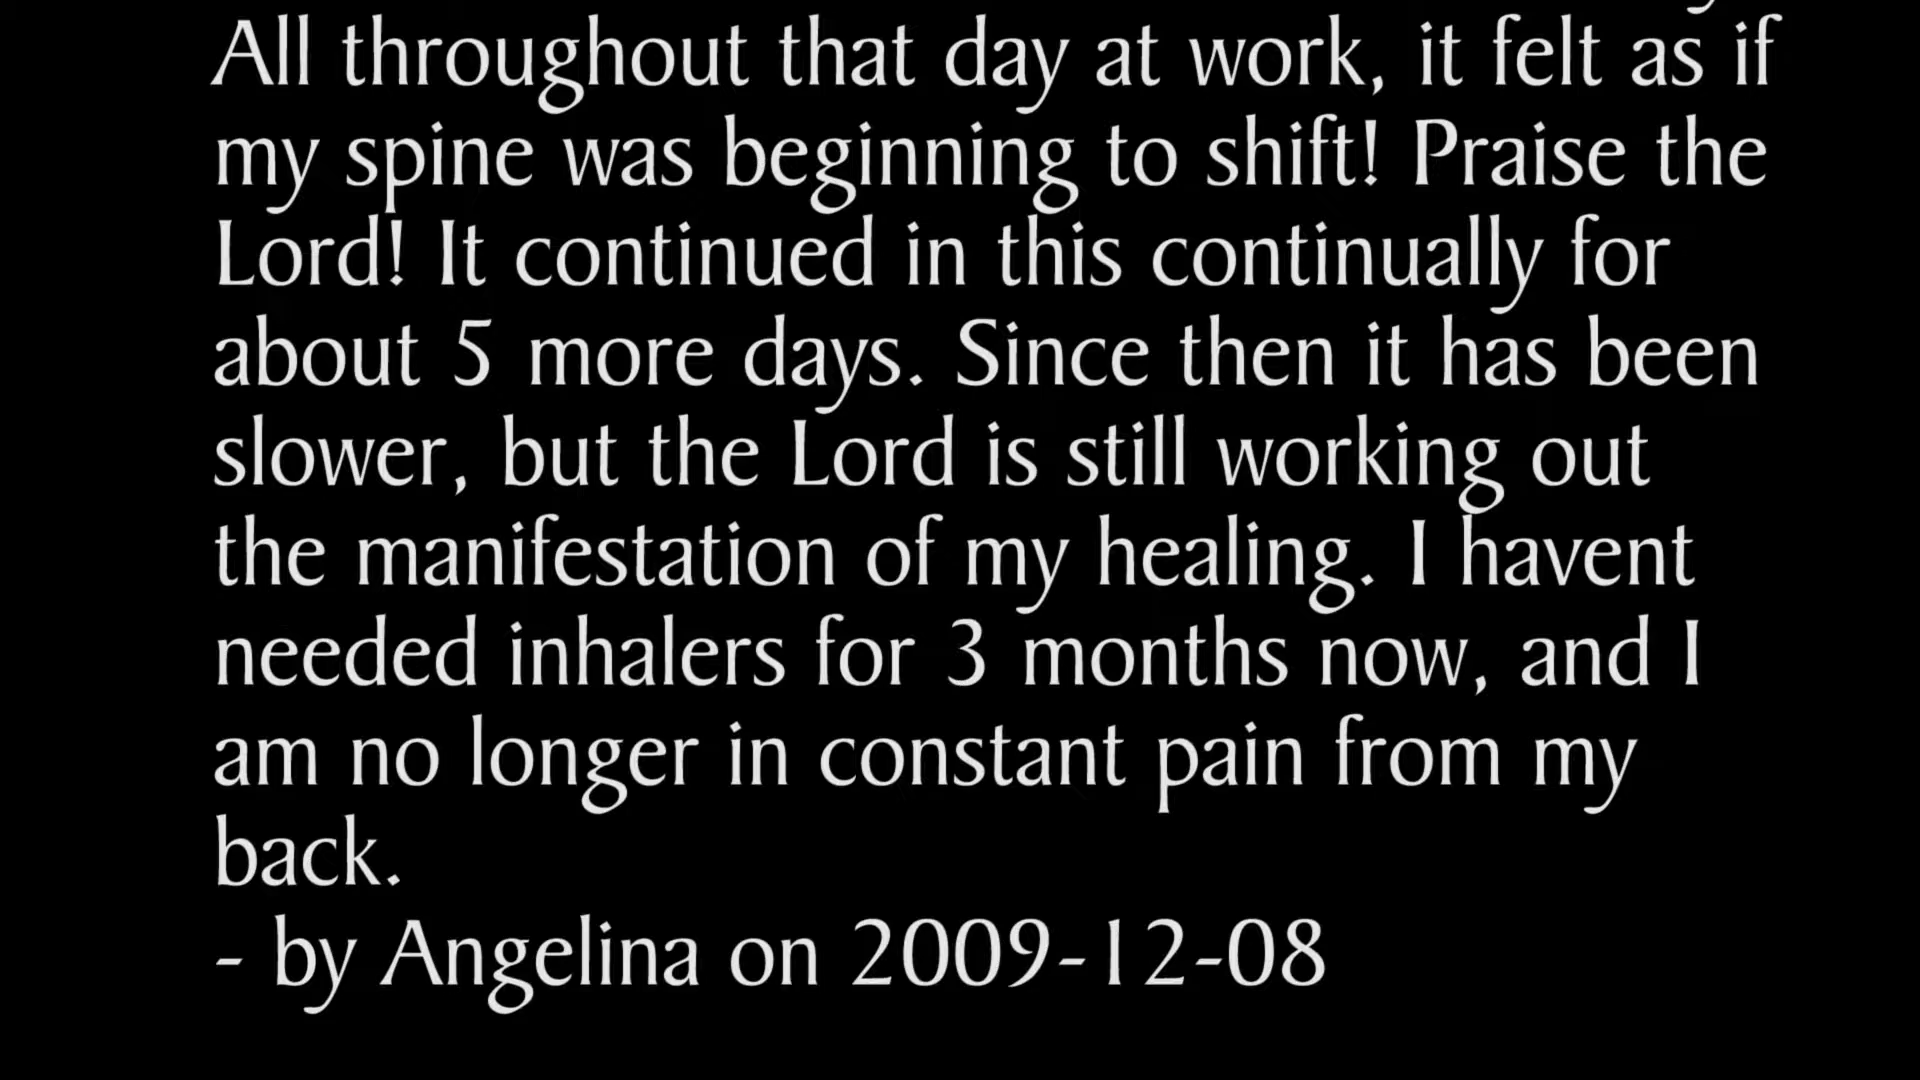 All throughout that day at work, it felt as if
my spine was beginning to shift! Praise the
Lord! It continued in this continually for
about 5 more days. Since then it has been
slower, but the Lord is still working out
the manifestation of my healing. I havent
needed inhalers for 3 months now, and I
am no longer in constant pain from my
back.
- by Angelina on 2009-12-08